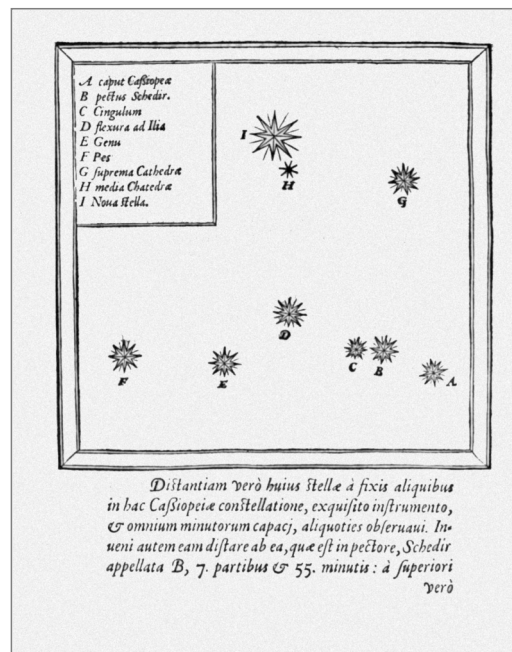 A caput Caſsiopeæ
B pectus Schedir.
C Cingulum
D flexura ad Ilia
E Genu
F Pes
G ſuprema Cathedræ
H media Chatedræ
I Noua ſtella.
I
H
G
D
C
B
A
E
F
Diſtantiam verò huius ſtellæ à fixis aliquibus
in hac Caſsiopeiæ conſtellatione, exquiſito inſtrumento,
& omnium minutorum capacj, aliquoties obſeruaui. In-
ueni autem eam diſtare ab ea, quæ eſt in pectore, Schedir
appellata B, 7. partibus & 55. minutis : à ſuperiori
verò